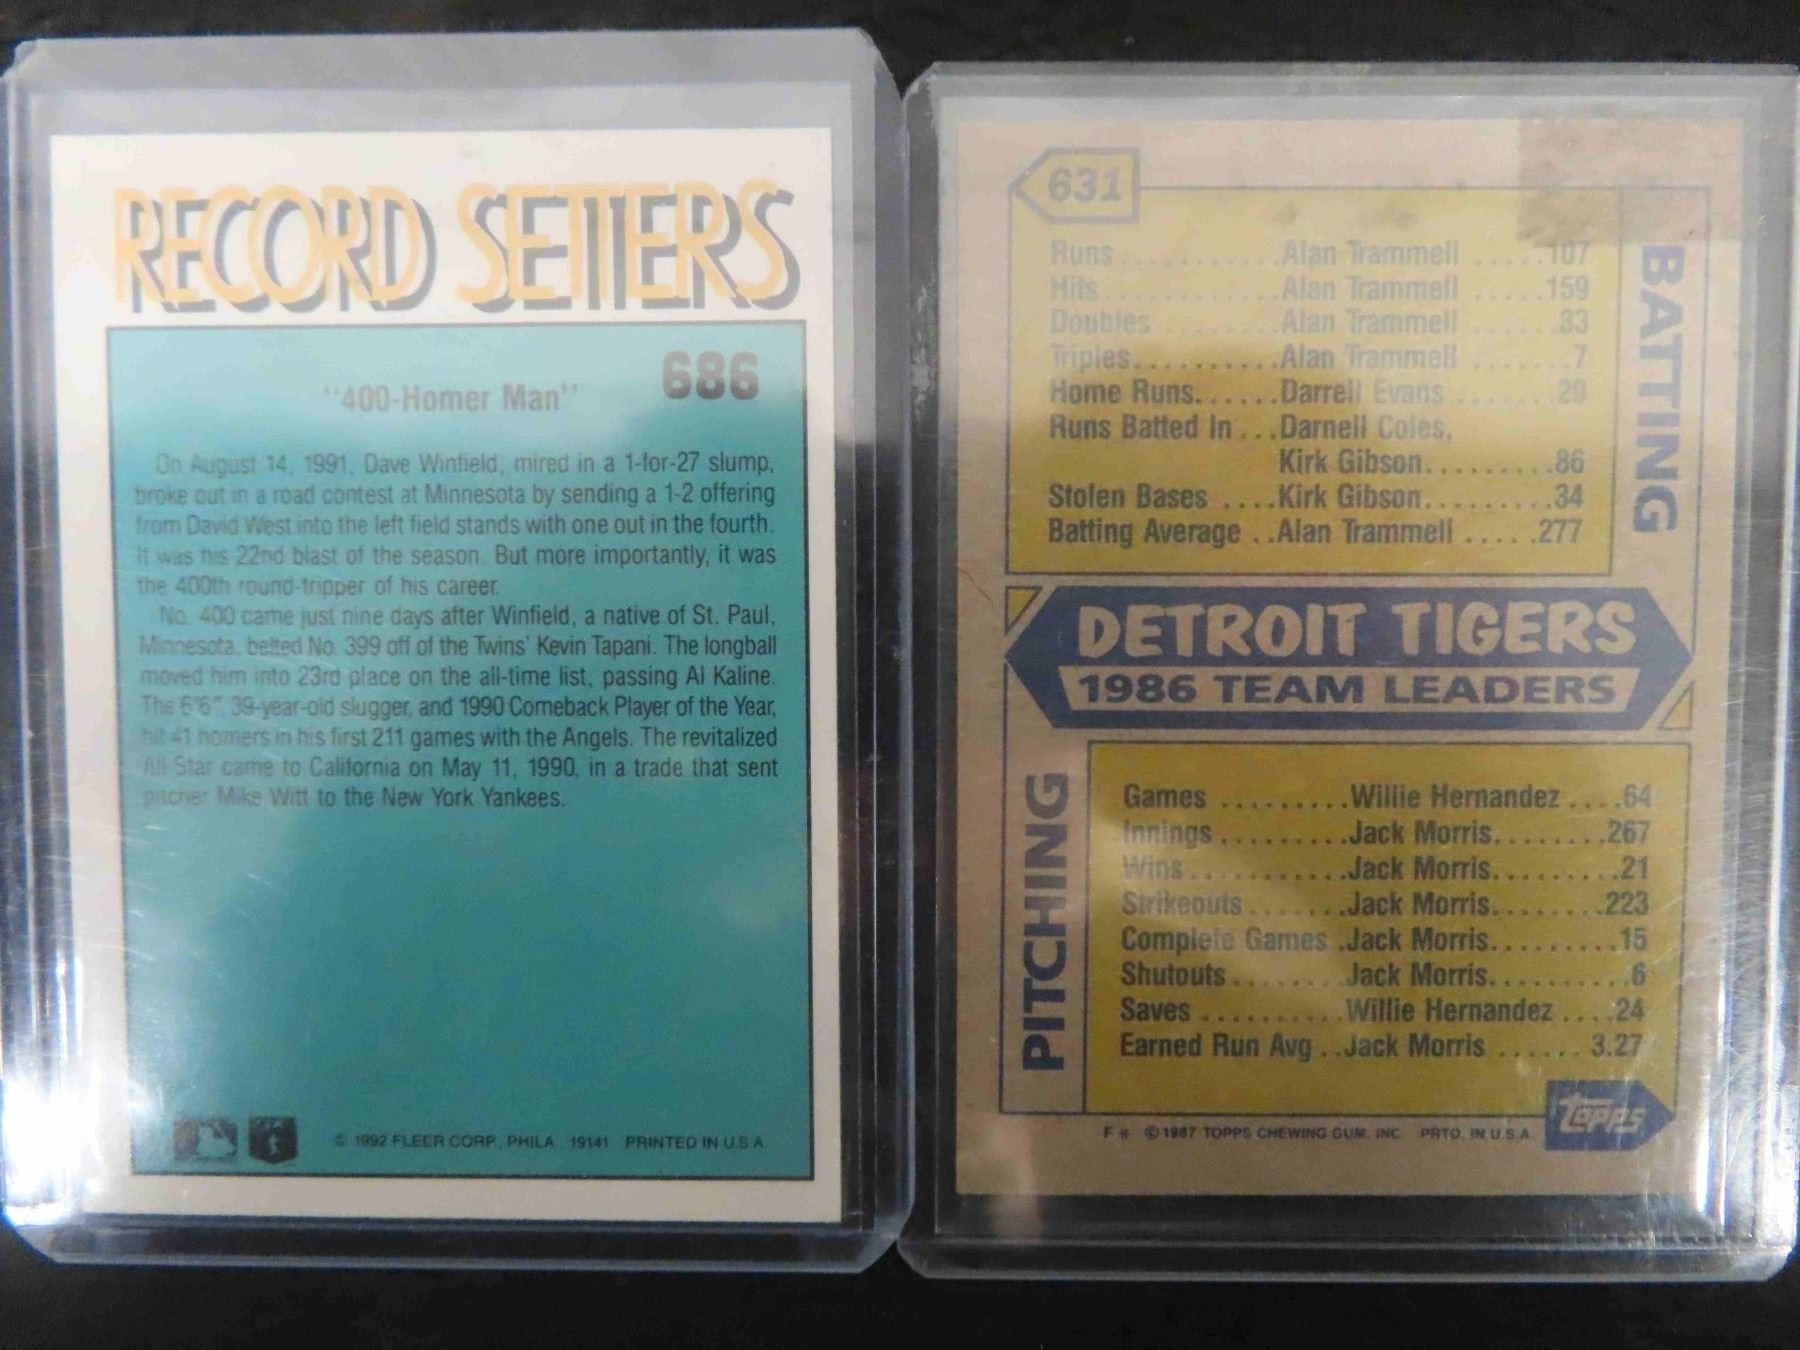 RECORD SETTERS
686
"400-Homer Man"
On August 14, 1991, Dave Winfield, mired in a 1-for-27 slump,
broke out in a road contest at Minnesota by sending a 1-2 offering
from David West into the left field stands with one out in the fourth.
It was his 22nd blast of the season. But more importantly, it was
the 400th round-tripper of his career.
No. 400 came just nine days after Winfield, a native of St. Paul,
Minnesota, belted No. 399 off of the Twins' Kevin Tapani. The longball
moved him into 23rd place on the all-time list, passing Al Kaline.
The 6'6", 39-year-old slugger, and 1990 Comeback Player of the Year,
hit 41 homers in his first 211 games with the Angels. The revitalized
All-Star came to California on May 11, 1990, in a trade that sent
pitcher Mike Witt to the New York Yankees.
© 1992 FLEER CORP., PHILA., 19141 PRINTED IN U.S.A.
631
BATTING
Runs...........Alan Trammell.....107
Hits............Alan Trammell.....159
Doubles........Alan Trammell......33
Triples..........Alan Trammell.......7
Home Runs......Darrell Evans.......29
Runs Batted In...Darnell Coles,
Kirk Gibson.........86
Stolen Bases....Kirk Gibson.........34
Batting Average..Alan Trammell.....277
DETROIT TIGERS
1986 TEAM LEADERS
PITCHING
Games.........Willie Hernandez....64
Innings.........Jack Morris........267
Wins............Jack Morris.........21
Strikeouts.......Jack Morris........223
Complete Games.Jack Morris.........15
Shutouts........Jack Morris..........6
Saves..........Willie Hernandez....24
Earned Run Avg..Jack Morris......3.27
F* ©1987 TOPPS CHEWING GUM, INC. PRTD. IN U.S.A.
TOPPS